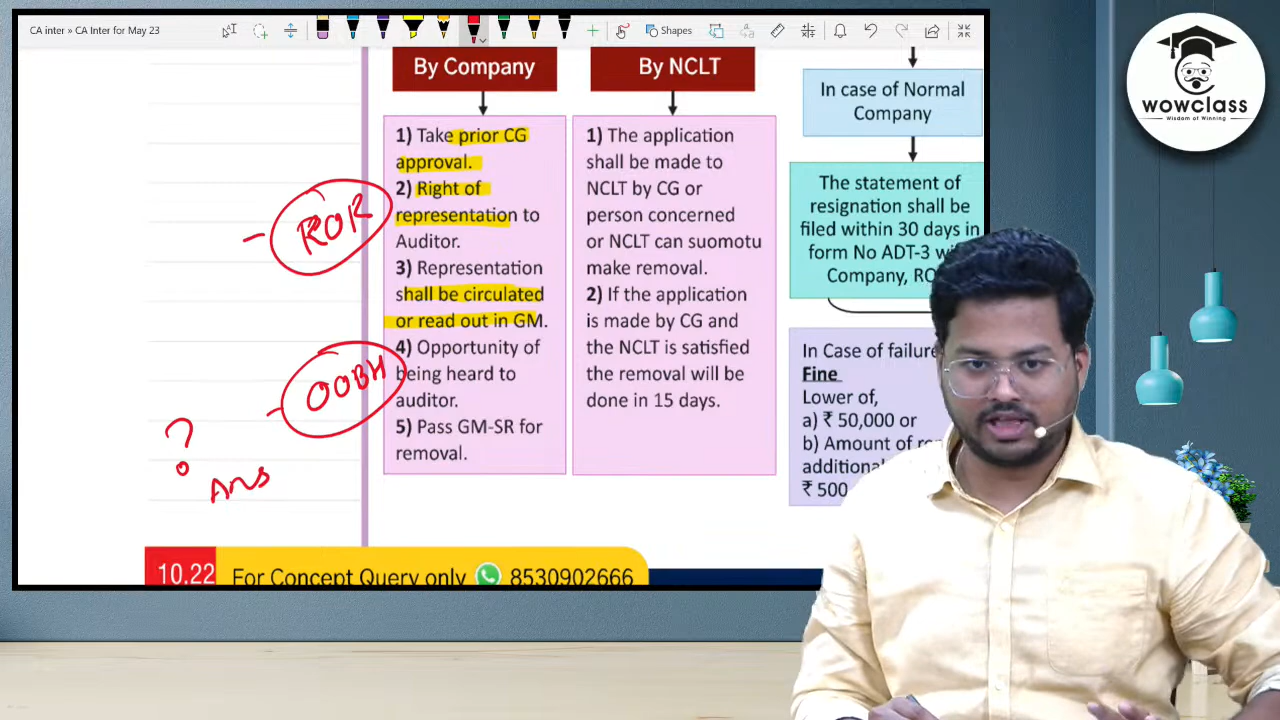 CA inter » CA Inter for May 23
Shapes
wowclass
Wisdom of Winning
By Company
1) Take prior CG
approval.
2) Right of
representation to
Auditor.
3) Representation
shall be circulated
or read out in GM.
4) Opportunity of
being heard to
auditor.
5) Pass GM-SR for
removal.
ROR
OOBH
?
Ans
By NCLT
1) The application
shall be made to
NCLT by CG or
person concerned
or NCLT can suomotu
make removal.
2) If the application
is made by CG and
the NCLT is satisfied
the removal will be
done in 15 days.
In case of Normal
Company
The statement of
resignation shall be
filed within 30 days in
form No ADT-3
Company,
In Case of failure
Fine
Lower of,
a) ₹ 50,000 or
b) Amount of
additional
₹ 500
10.22
For Concept Query only 8530902666